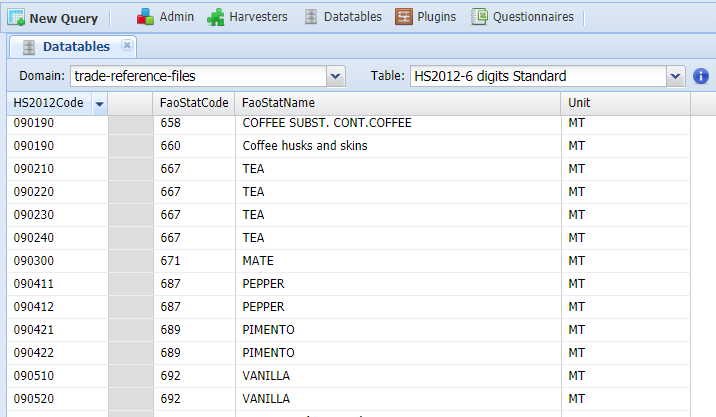 New Query Admin Harvesters Datatables Plugins Questionnaires
Datatables
Domain: trade-reference-files Table: HS2012-6 digits Standard
HS2012Code FaoStatCode FaoStatName Unit
090190 658 COFFEE SUBST. CONT.COFFEE MT
090190 660 Coffee husks and skins MT
090210 667 TEA MT
090220 667 TEA MT
090230 667 TEA MT
090240 667 TEA MT
090300 671 MATE MT
090411 687 PEPPER MT
090412 687 PEPPER MT
090421 689 PIMENTO MT
090422 689 PIMENTO MT
090510 692 VANILLA MT
090520 692 VANILLA MT